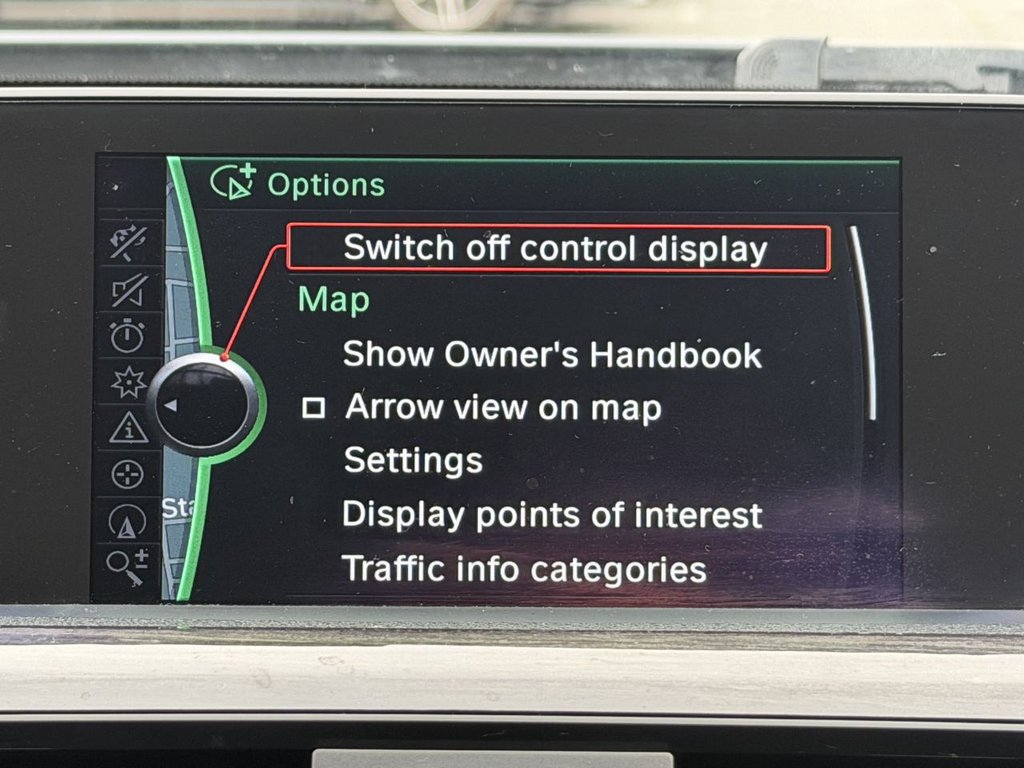 Options
Switch off control display
Map
Show Owner's Handbook
Arrow view on map
Settings
Display points of interest
Traffic info categories
Sta